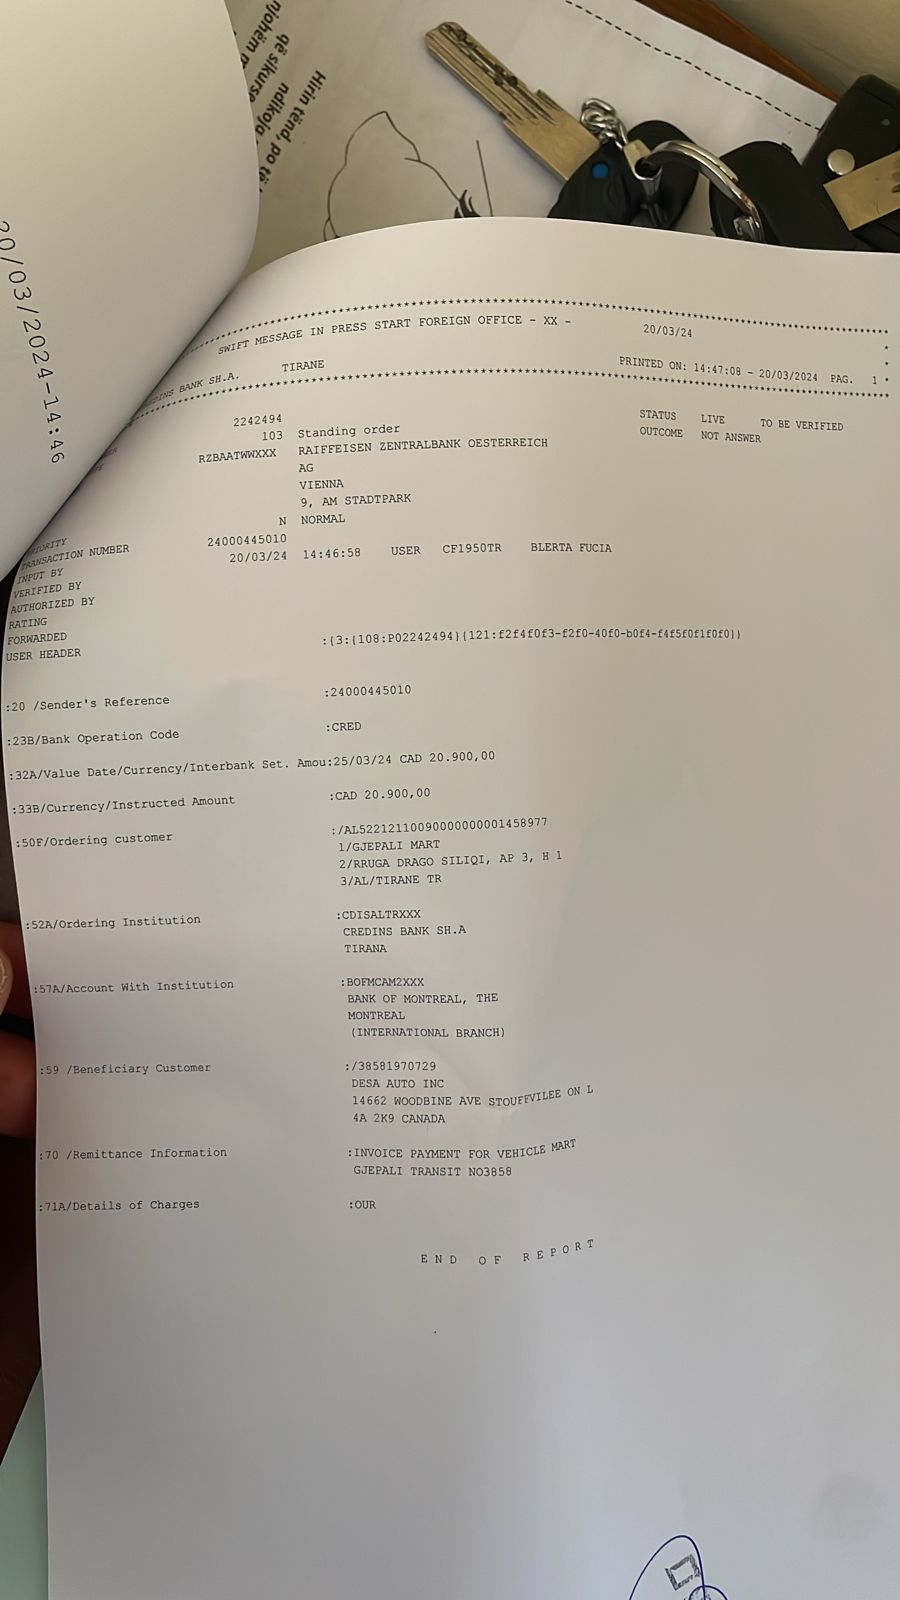 njohëm
që sikurse
ndikoja
Hirin tënd, po të
20/03/2024-14:46
SWIFT MESSAGE IN PRESS START FOREIGN OFFICE - XX - 20/03/24
BANK SH.A. TIRANE PRINTED ON: 14:47:08 - 20/03/2024 PAG. 1
2242494 STATUS LIVE TO BE VERIFIED
103 Standing order OUTCOME NOT ANSWER
RZBAATWWXXX RAIFFEISEN ZENTRALBANK OESTERREICH
AG
VIENNA
9, AM STADTPARK
N NORMAL
TRANSACTION NUMBER 24000445010
INPUT BY 20/03/24 14:46:58 USER CF1950TR BLERTA FUCIA
VERIFIED BY
AUTHORIZED BY
RATING
FORWARDED
USER HEADER :{3:{108:P02242494}{121:f2f4f0f3-f2f0-40f0-b0f4-f4f5f0f1f0f0}}
:20 /Sender's Reference :24000445010
:23B/Bank Operation Code :CRED
:32A/Value Date/Currency/Interbank Set. Amou:25/03/24 CAD 20.900,00
:33B/Currency/Instructed Amount :CAD 20.900,00
:50F/Ordering customer :/AL52212110090000000001458977
1/GJEPALI MART
2/RRUGA DRAGO SILIQI, AP 3, H 1
3/AL/TIRANE TR
:52A/Ordering Institution :CDISALTRXXX
CREDINS BANK SH.A
TIRANA
:57A/Account With Institution :BOFMCAM2XXX
BANK OF MONTREAL, THE
MONTREAL
(INTERNATIONAL BRANCH)
:59 /Beneficiary Customer :/38581970729
DESA AUTO INC
14662 WOODBINE AVE STOUFFVILEE ON L
4A 2K9 CANADA
:70 /Remittance Information :INVOICE PAYMENT FOR VEHICLE MART
GJEPALI TRANSIT NO3858
:71A/Details of Charges :OUR
END OF REPORT